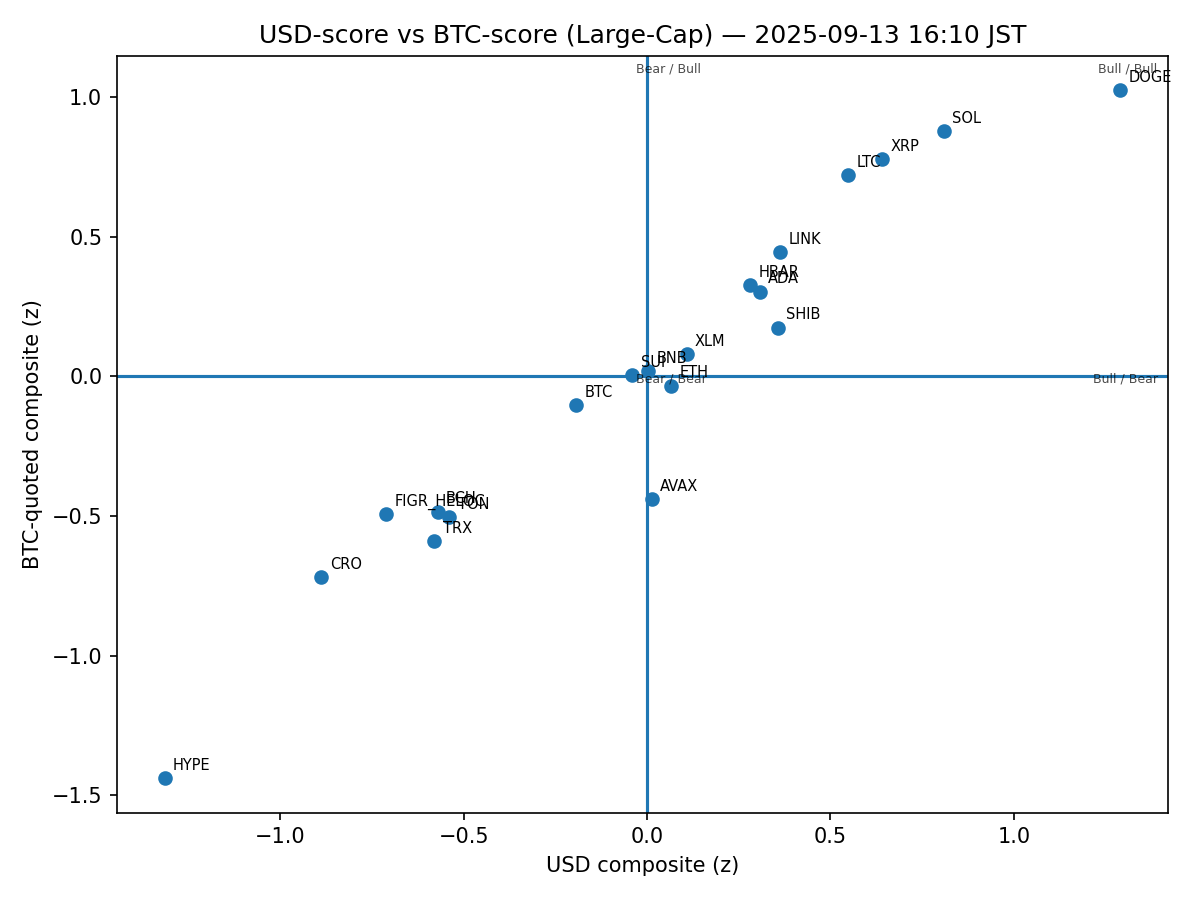 USD-score vs BTC-score (Large-Cap) — 2025-09-13 16:10 JST
Bear / Bull
Bull / Bull
DOGE
SOL
XRP
LTC
LINK
HBAR
ADA
SHIB
XLM
BNB
SUI
ETH
Bear / Bear
Bull / Bear
BTC
AVAX
FIGR_HELOC
BCH
TON
TRX
CRO
HYPE
1.0
0.5
0.0
−0.5
−1.0
−1.5
BTC-quoted composite (z)
−1.0
−0.5
0.0
0.5
1.0
USD composite (z)